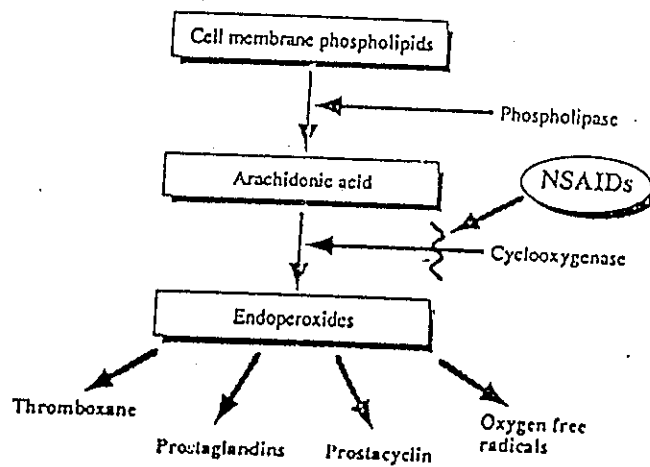 Cell membrane phospholipids
Phospholipase
Arachidonic acid
NSAIDs
Cyclooxygenase
Endoperoxides
Thromboxane
Prostaglandins
Prostacyclin
Oxygen free
radicals